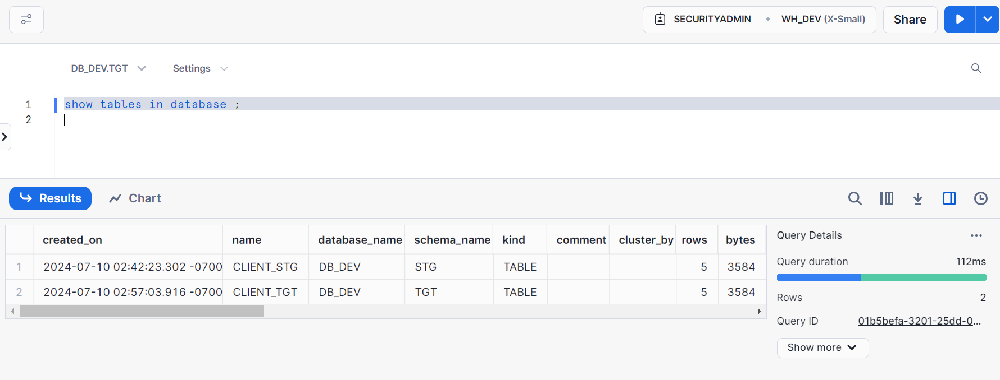 SECURITYADMIN • WH_DEV (X-Small) Share
DB_DEV.TGT Settings
1 show tables in database ;
2
Results Chart
created_on name database_name schema_name kind comment cluster_by rows bytes
1 2024-07-10 02:42:23.302 -0700 CLIENT_STG DB_DEV STG TABLE 5 3584
2 2024-07-10 02:57:03.916 -0700 CLIENT_TGT DB_DEV TGT TABLE 5 3584
Query Details
Query duration 112ms
Rows 2
Query ID 01b5befa-3201-25dd-0...
Show more